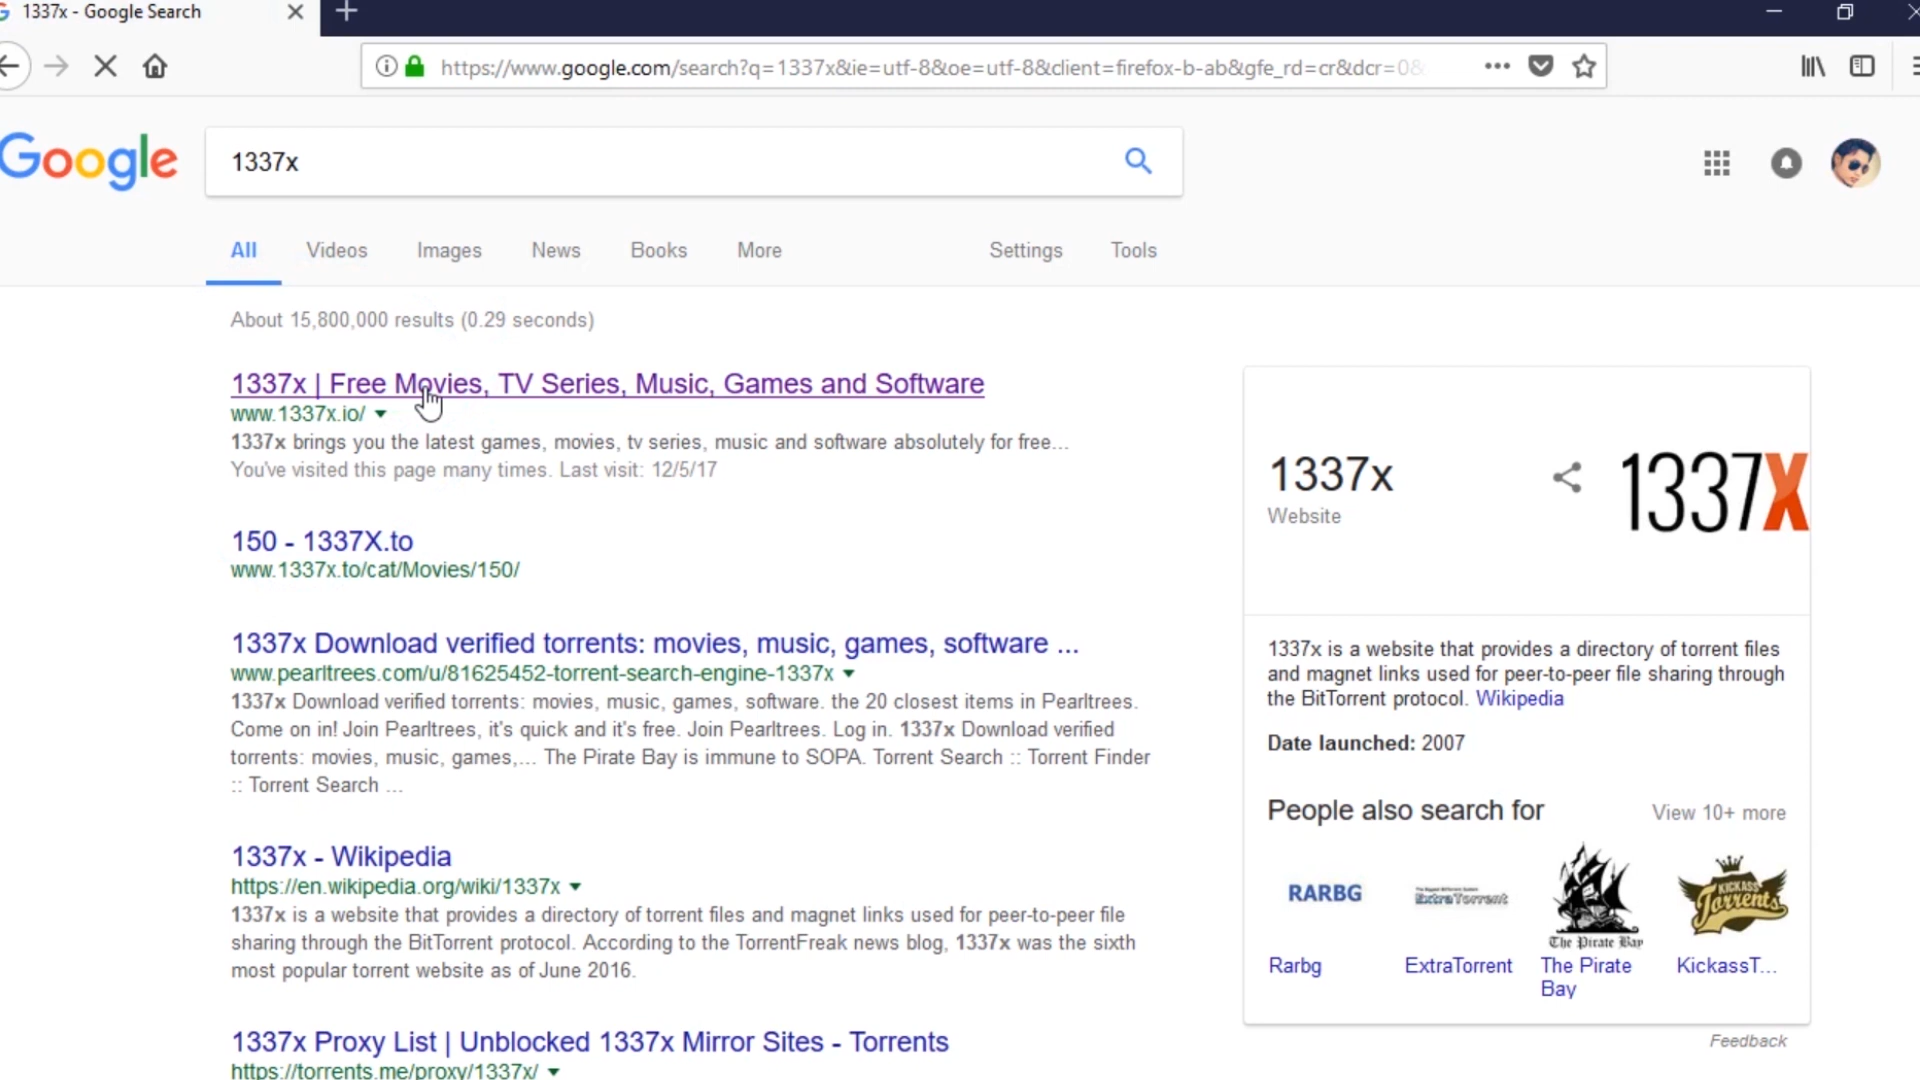 1337x - Google Search
https://www.google.com/search?q=1337x&ie=utf-8&oe=utf-8&client=firefox-b-ab&gfe_rd=cr&dcr=0&
Google
1337x
All Videos Images News Books More Settings Tools
About 15,800,000 results (0.29 seconds)
1337x | Free Movies, TV Series, Music, Games and Software
www.1337x.io/
1337x brings you the latest games, movies, tv series, music and software absolutely for free...
You've visited this page many times. Last visit: 12/5/17
150 - 1337X.to
www.1337x.to/cat/Movies/150/
1337x Download verified torrents: movies, music, games, software ...
www.pearltrees.com/u/81625452-torrent-search-engine-1337x
1337x Download verified torrents: movies, music, games, software. the 20 closest items in Pearltrees.
Come on in! Join Pearltrees, it's quick and it's free. Join Pearltrees. Log in. 1337x Download verified
torrents: movies, music, games,... The Pirate Bay is immune to SOPA. Torrent Search :: Torrent Finder
:: Torrent Search ...
1337x - Wikipedia
https://en.wikipedia.org/wiki/1337x
1337x is a website that provides a directory of torrent files and magnet links used for peer-to-peer file
sharing through the BitTorrent protocol. According to the TorrentFreak news blog, 1337x was the sixth
most popular torrent website as of June 2016.
1337x Proxy List | Unblocked 1337x Mirror Sites - Torrents
https://torrents.me/proxy/1337x/
1337x
Website
1337X
1337x is a website that provides a directory of torrent files
and magnet links used for peer-to-peer file sharing through
the BitTorrent protocol. Wikipedia
Date launched: 2007
People also search for View 10+ more
RARBG
ExtraTorrent
The Pirate Bay
KICKASS
Torrents
Rarbg ExtraTorrent The Pirate KickassT...
Bay
Feedback